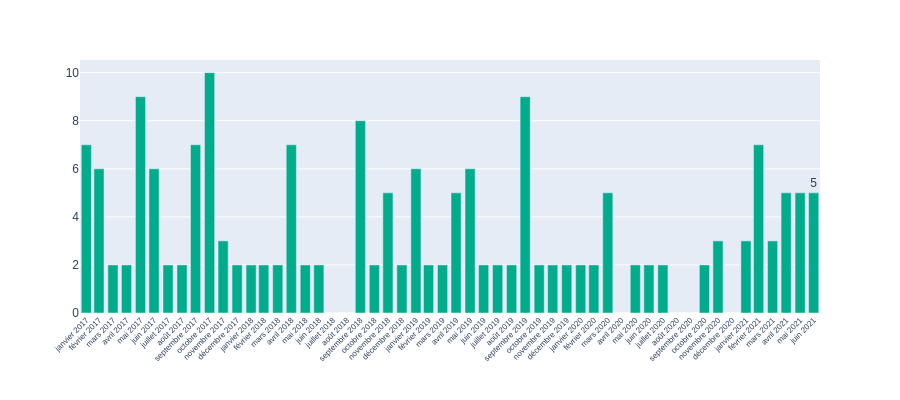 10
8
6
4
2
0
5
janvier 2017
février 2017
mars 2017
avril 2017
mai 2017
juin 2017
juillet 2017
août 2017
septembre 2017
octobre 2017
novembre 2017
décembre 2017
janvier 2018
février 2018
mars 2018
avril 2018
mai 2018
juin 2018
juillet 2018
août 2018
septembre 2018
octobre 2018
novembre 2018
décembre 2018
janvier 2019
février 2019
mars 2019
avril 2019
mai 2019
juin 2019
juillet 2019
août 2019
septembre 2019
octobre 2019
novembre 2019
décembre 2019
janvier 2020
février 2020
mars 2020
avril 2020
mai 2020
juin 2020
juillet 2020
août 2020
septembre 2020
octobre 2020
novembre 2020
décembre 2020
janvier 2021
février 2021
mars 2021
avril 2021
mai 2021
juin 2021